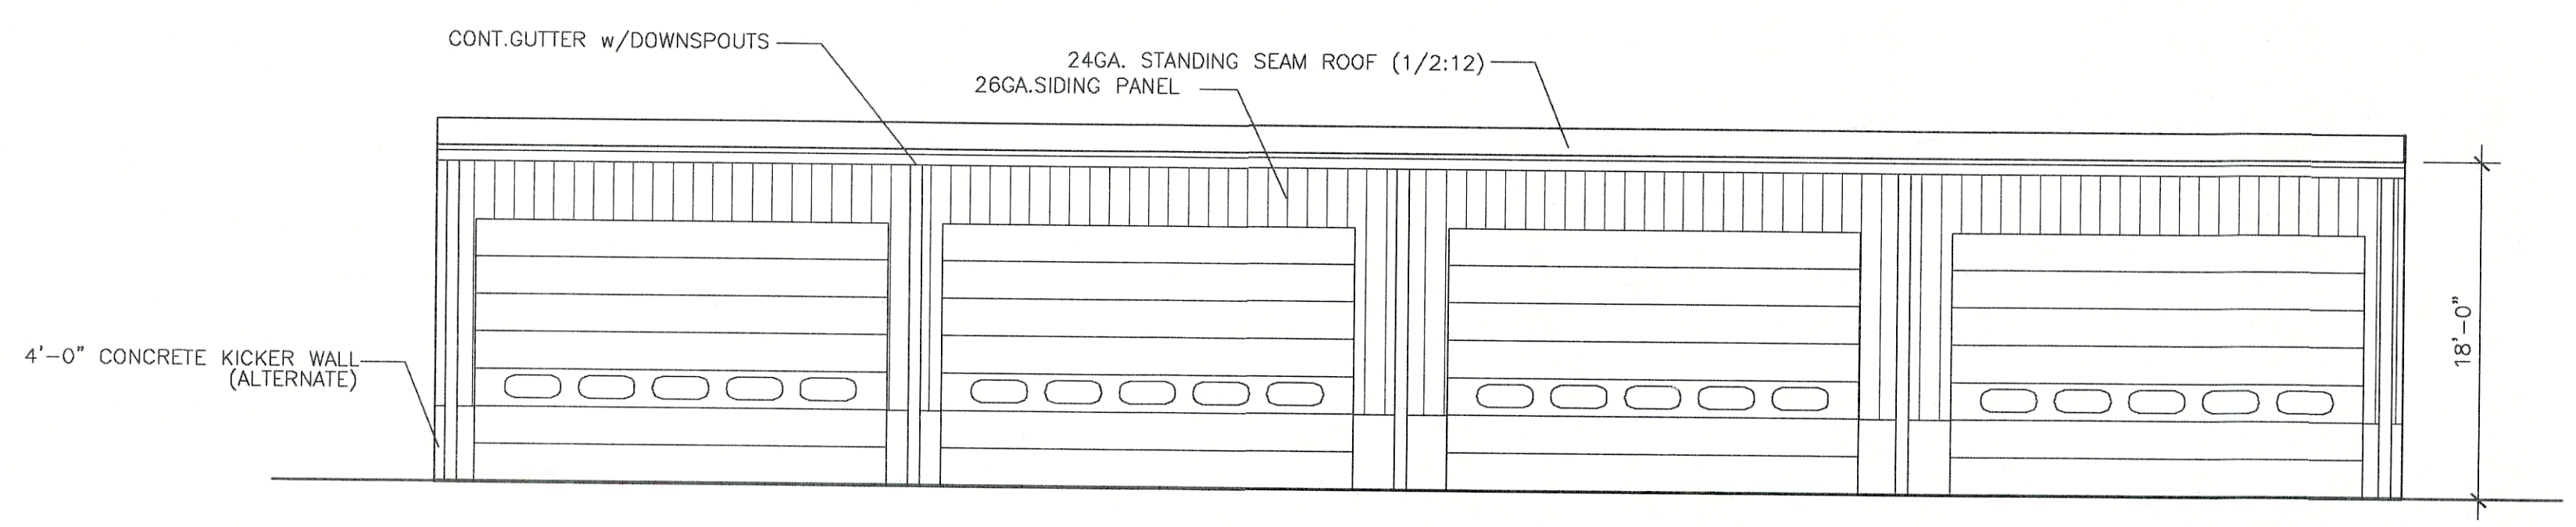 CONT.GUTTER w/DOWNSPOUTS
24GA. STANDING SEAM ROOF (1/2:12)
26GA.SIDING PANEL
4'-0" CONCRETE KICKER WALL
(ALTERNATE)
18'-0"